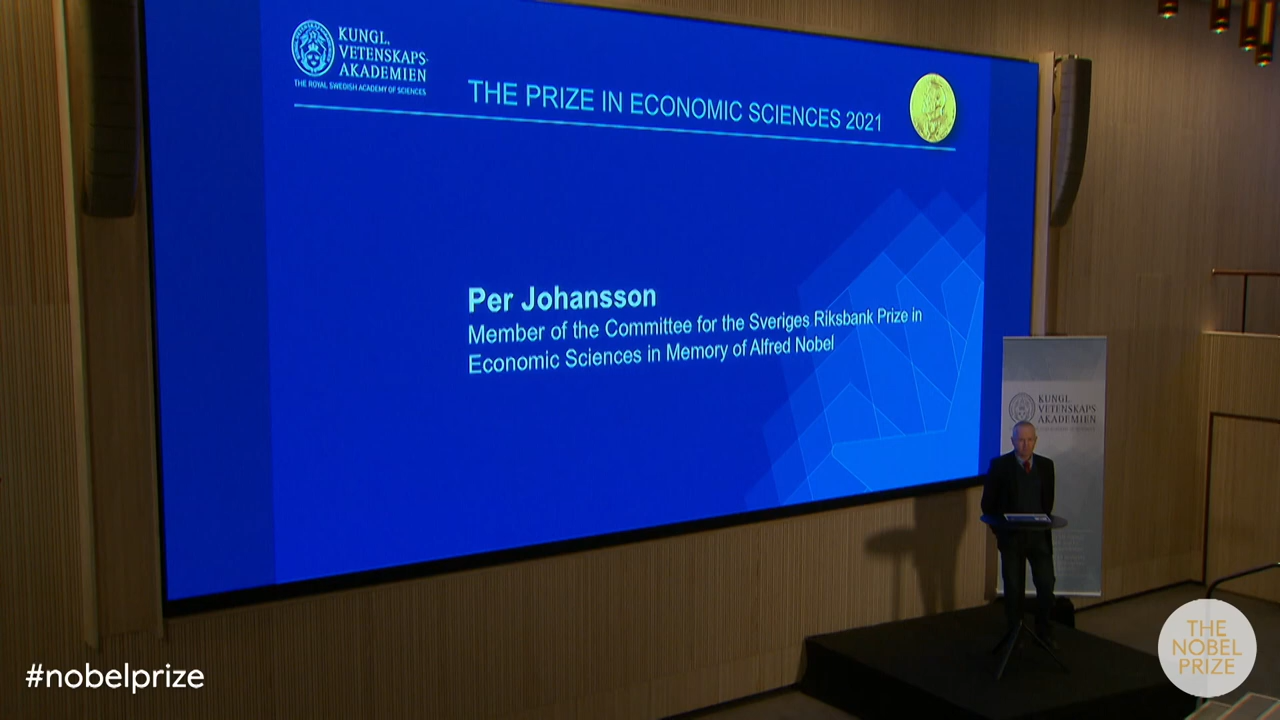 KUNGL.
VETENSKAPS-
AKADEMIEN
THE ROYAL SWEDISH ACADEMY OF SCIENCES
THE PRIZE IN ECONOMIC SCIENCES 2021
Per Johansson
Member of the Committee for the Sveriges Riksbank Prize in
Economic Sciences in Memory of Alfred Nobel
KUNGL.
VETENSKAPS
AKADEMIEN
#nobelprize
THE
NOBEL
PRIZE